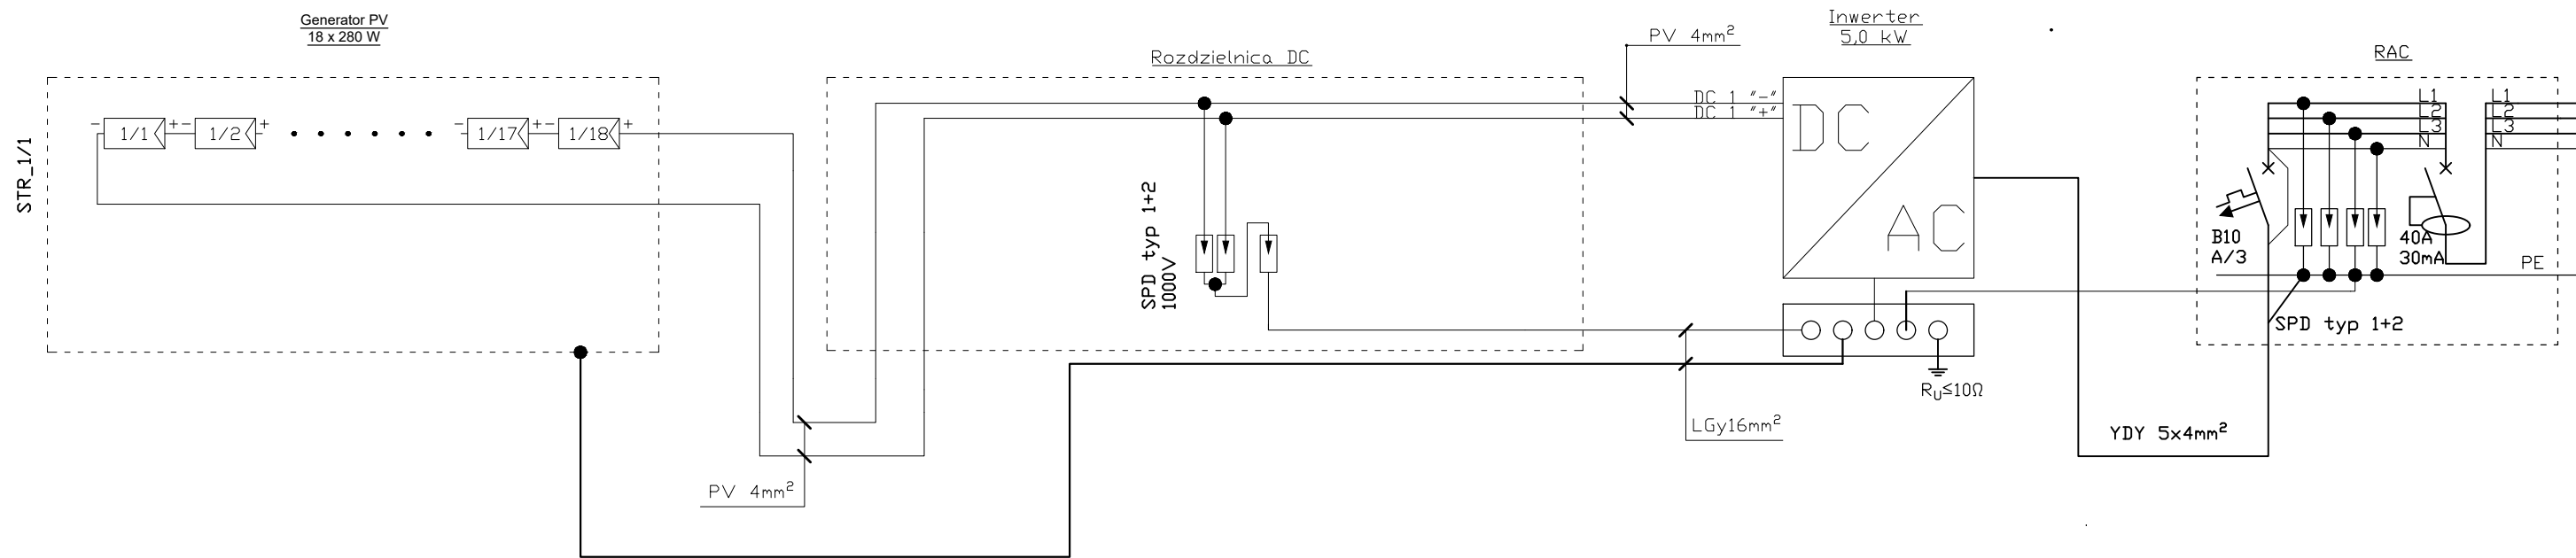 Generator PV
18 x 280 W
STR_1/1
- 1/1 +- 1/2 + - 1/17 +- 1/18 +
PV 4mm²
Rozdzielnica DC
SPD typ 1+2
1000V
PV 4mm²
DC 1 "-"
DC 1 "+"
Inwerter
5,0 kW
DC
AC
RU≤10Ω
LGy16mm²
YDY 5x4mm²
RAC
L1 L1
L2 L2
L3 L3
N N
B10
A/3
40A
30mA
PE
SPD typ 1+2